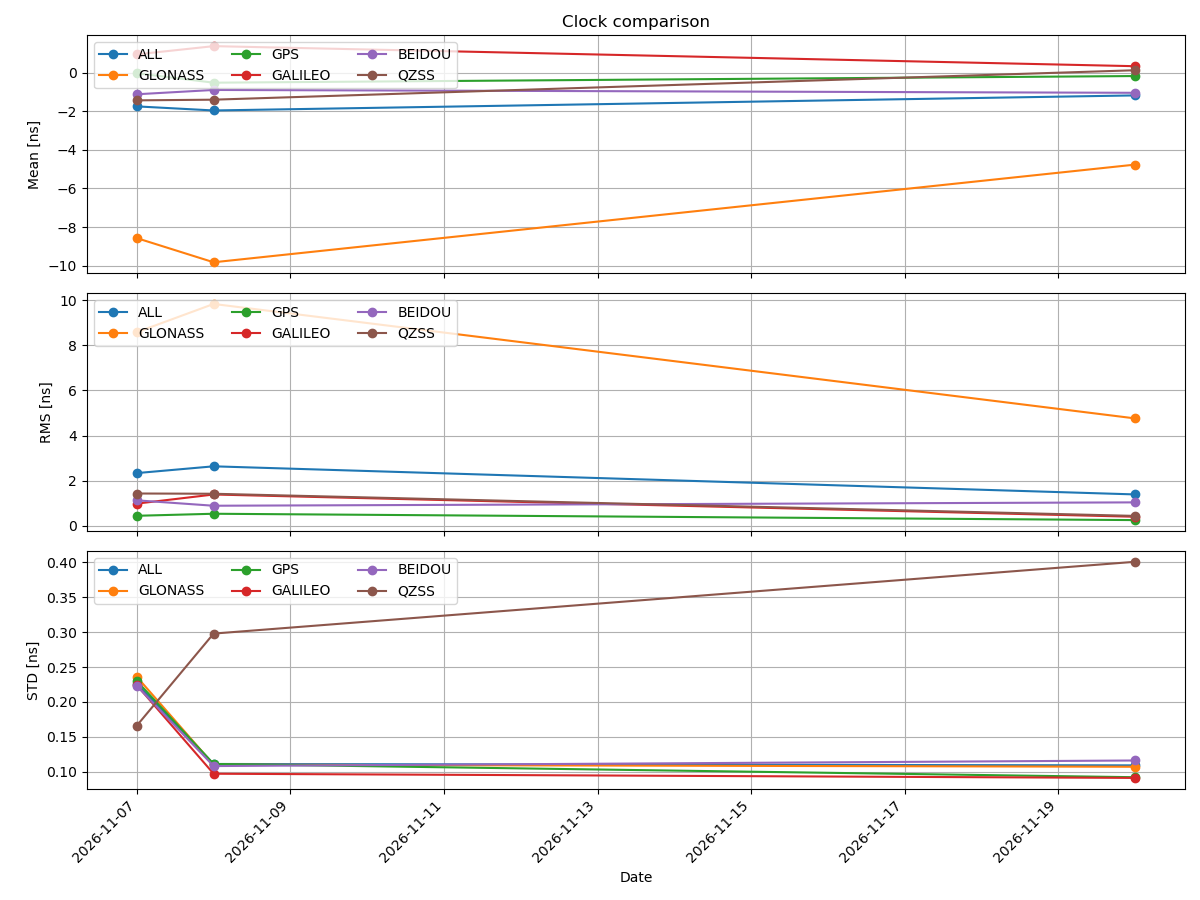 Clock comparison
ALL GPS BEIDOU
GLONASS GALILEO QZSS
0
−2
−4
−6
−8
−10
Mean [ns]
ALL GPS BEIDOU
GLONASS GALILEO QZSS
10
8
6
4
2
0
RMS [ns]
ALL GPS BEIDOU
GLONASS GALILEO QZSS
0.40
0.35
0.30
0.25
0.20
0.15
0.10
STD [ns]
2026-11-07 2026-11-09 2026-11-11 2026-11-13 2026-11-15 2026-11-17 2026-11-19
Date